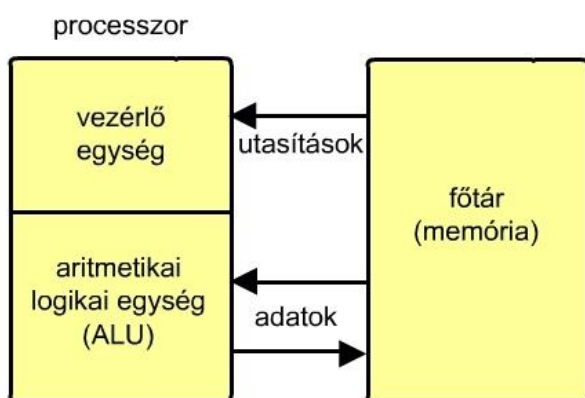 processzor
vezérlő
egység
utasítások
főtár
(memória)
aritmetikai
logikai egység
(ALU)
adatok